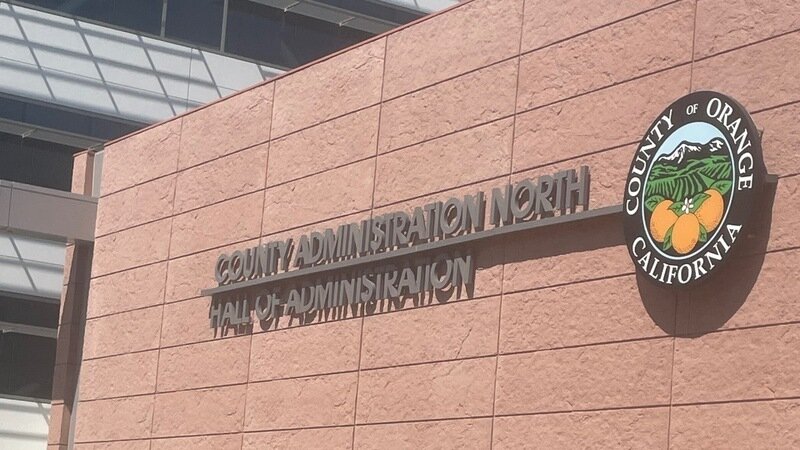 COUNTY ADMINISTRATION NORTH
HALL OF ADMINISTRATION
COUNTY OF ORANGE
CALIFORNIA